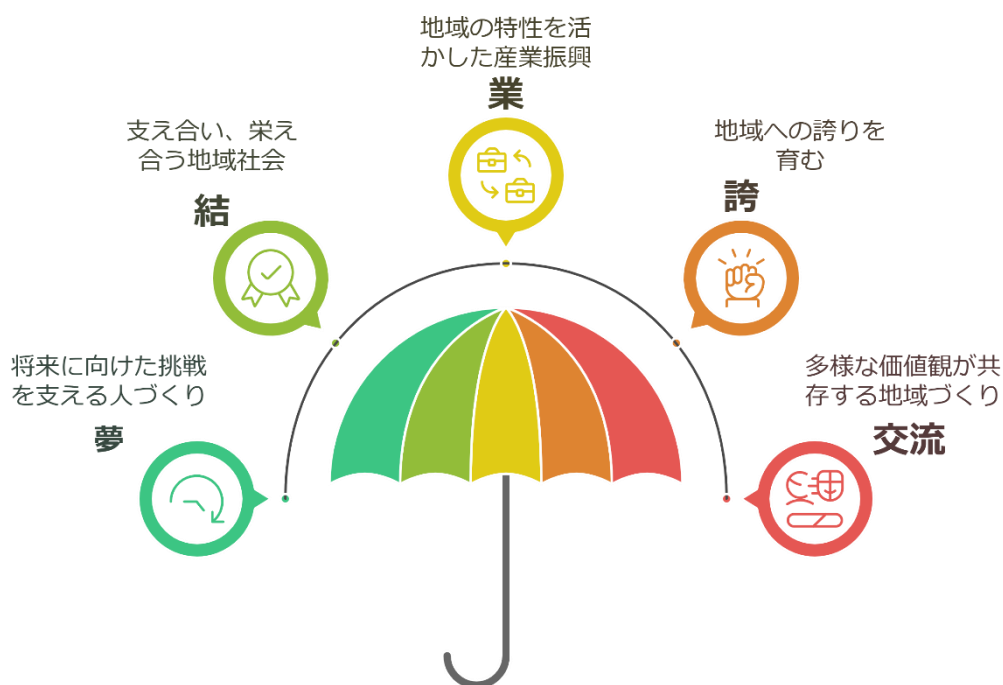 地域の特性を活
かした産業振興
業
支え合い、栄え
合う地域社会
結
地域への誇りを
育む
誇
将来に向けた挑戦
を支える人づくり
夢
多様な価値観が共
存する地域づくり
交流